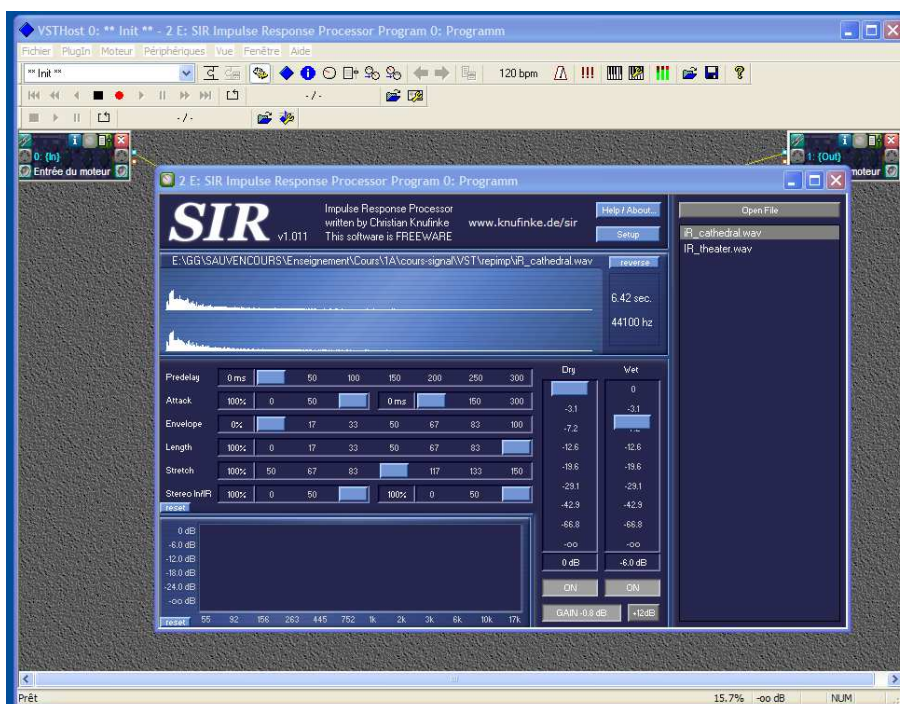 VSTHost 0: ** Init ** - 2 E: SIR Impulse Response Processor Program 0: Programm
Fichier PlugIn Moteur Périphériques Vue Fenêtre Aide
** Init ** 120 bpm
- / -
- / -
0: {In}
Entrée du moteur
1: {Out}
moteur
2 E: SIR Impulse Response Processor Program 0: Programm
SIR v1.011
Impulse Response Processor
written by Christian Knufinke www.knufinke.de/sir
This software is FREEWARE
Help / About...
Setup
Open File
iR_cathedral.wav
IR_theater.wav
E:\GG\SAUVENCOURS\Enseignement\Cours\1A\cours-signal\VST\repimp\iR_cathedral.wav
reverse
6.42 sec.
44100 hz
Predelay 0 ms 50 100 150 200 250 300
Attack 100% 0 50 0 ms 150 300
Envelope 0% 17 33 50 67 83 100
Length 100% 0 17 33 50 67 83
Stretch 100% 50 67 83 117 133 150
Stereo In/IR 100% 0 50 100% 0 50
reset
Dry Wet
0
-3.1 -3.1
-7.2
-12.6 -12.6
-19.6 -19.6
-29.1 -29.1
-42.9 -42.9
-66.8 -66.8
-oo -oo
0 dB -6.0 dB
ON ON
GAIN -0.8 dB +12dB
0 dB
-6.0 dB
-12.0 dB
-18.0 dB
-24.0 dB
-oo dB
reset 55 92 156 263 445 752 1k 2k 3k 6k 10k 17k
Prêt 15.7% -oo dB NUM